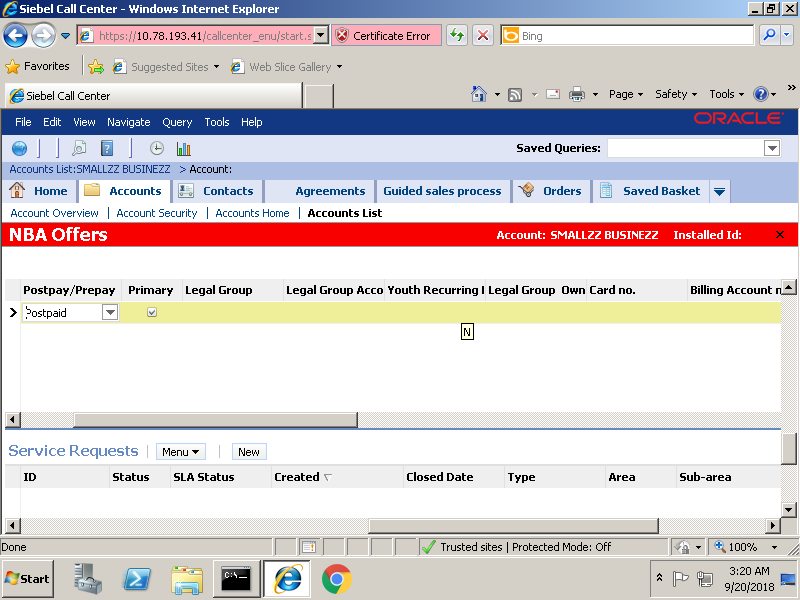 Siebel Call Center - Windows Internet Explorer
https://10.78.193.41/callcenter_enu/start.s
Certificate Error
Bing
Favorites
Suggested Sites
Web Slice Gallery
Siebel Call Center
Page
Safety
Tools
File Edit View Navigate Query Tools Help
ORACLE
Saved Queries:
Accounts List:SMALLZZ BUSINEZZ > Account:
Home
Accounts
Contacts
Agreements
Guided sales process
Orders
Saved Basket
Account Overview | Account Security | Accounts Home | Accounts List
NBA Offers
Account: SMALLZZ BUSINEZZ
Installed Id:
Postpay/Prepay
Primary
Legal Group
Legal Group Acco
Youth Recurring
Legal Group Own
Card no.
Billing Account n
Postpaid
N
Service Requests
Menu
New
ID
Status
SLA Status
Created
Closed Date
Type
Area
Sub-area
Done
Trusted sites | Protected Mode: Off
100%
Start
C:\
3:20 AM
9/20/2018